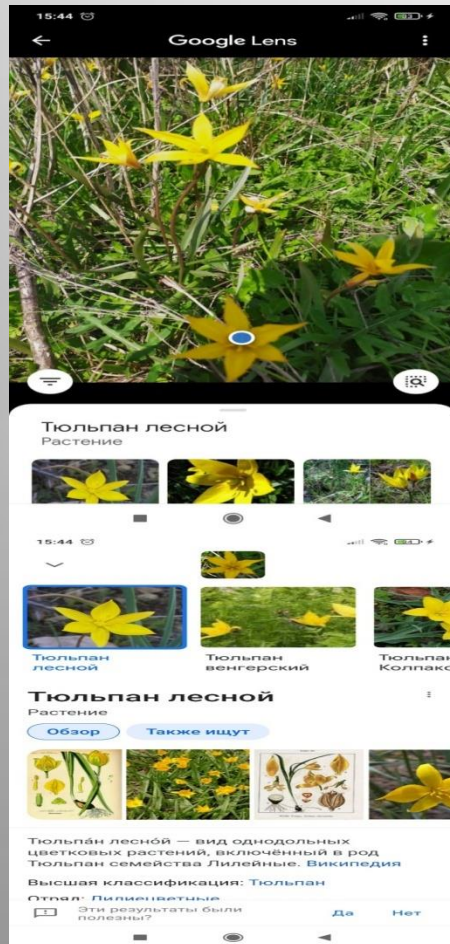 15:44
Google Lens
Тюльпан лесной
Растение
15:44
Тюльпан лесной
Тюльпан венгерский
Тюльпан Колпако
Тюльпан лесной
Растение
Обзор
Также ищут
Тюльпа́н лесно́й — вид однодольных
цветковых растений, включённый в род
Тюльпан семейства Лилейные. Википедия
Высшая классификация: Тюльпан
Отряд: Лилиецветные
Эти результаты были полезны?
Да
Нет